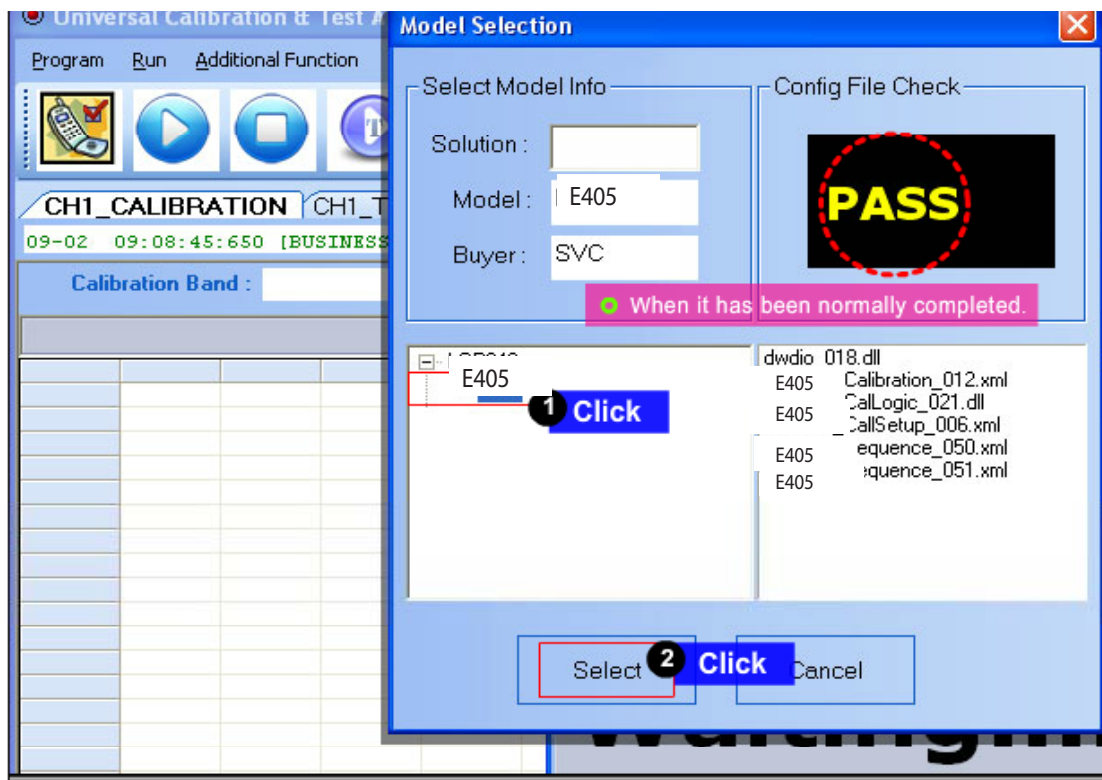 Universal Calibration & Test
Model Selection
Program Run Additional Function
CH1_CALIBRATION CH1_T
09-02 09:08:45:650 [BUSINESS
Calibration Band :
Select Model Info
Solution :
Model : E405
Buyer : SVC
Config File Check
PASS
When it has been normally completed.
E405
1 Click
dwdio_018.dll
E405 Calibration_012.xml
CalLogic_021.dll
E405 CallSetup_006.xml
E405 equence_050.xml
E405 equence_051.xml
Select 2 Click Cancel